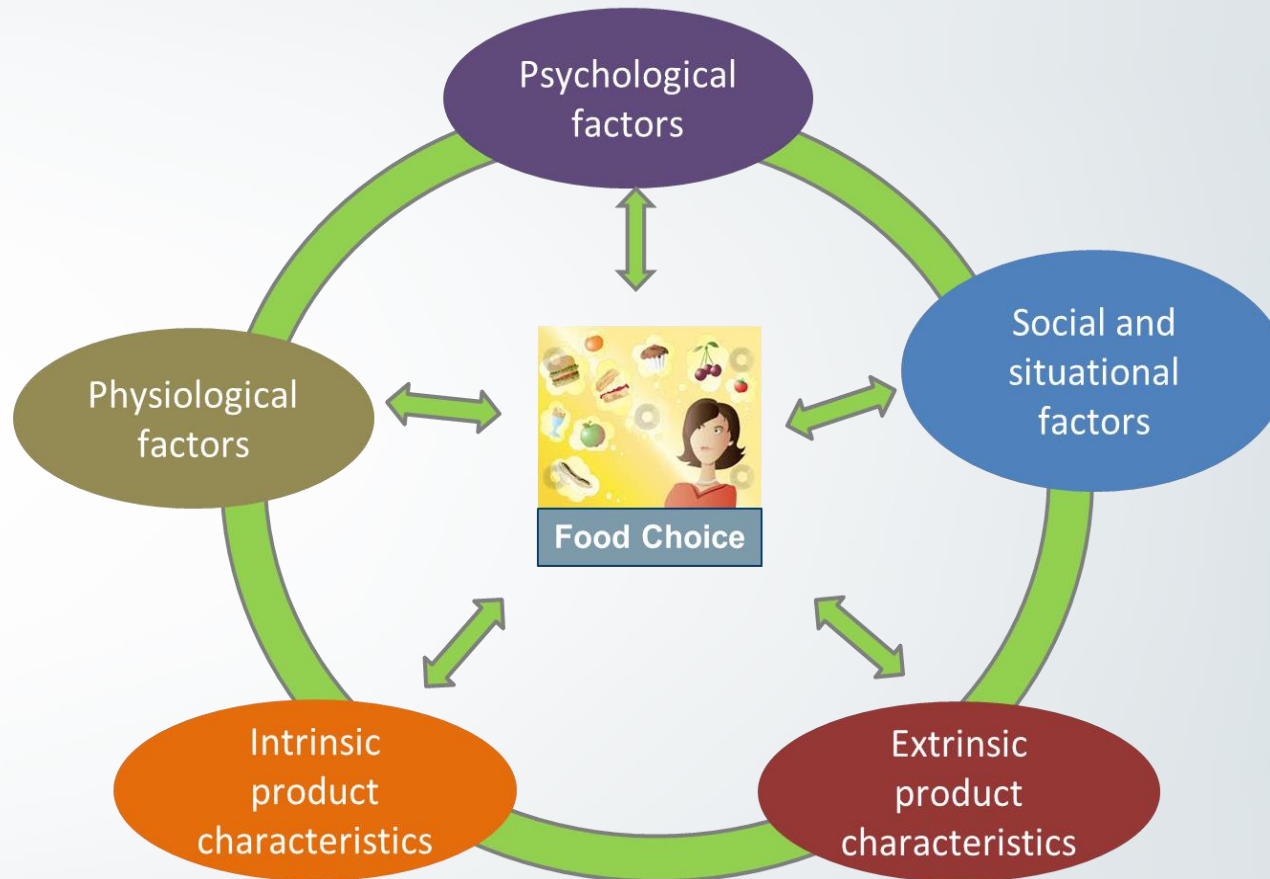 Psychological
factors
Social and
situational
factors
Physiological
factors
Food Choice
Intrinsic
product
characteristics
Extrinsic
product
characteristics